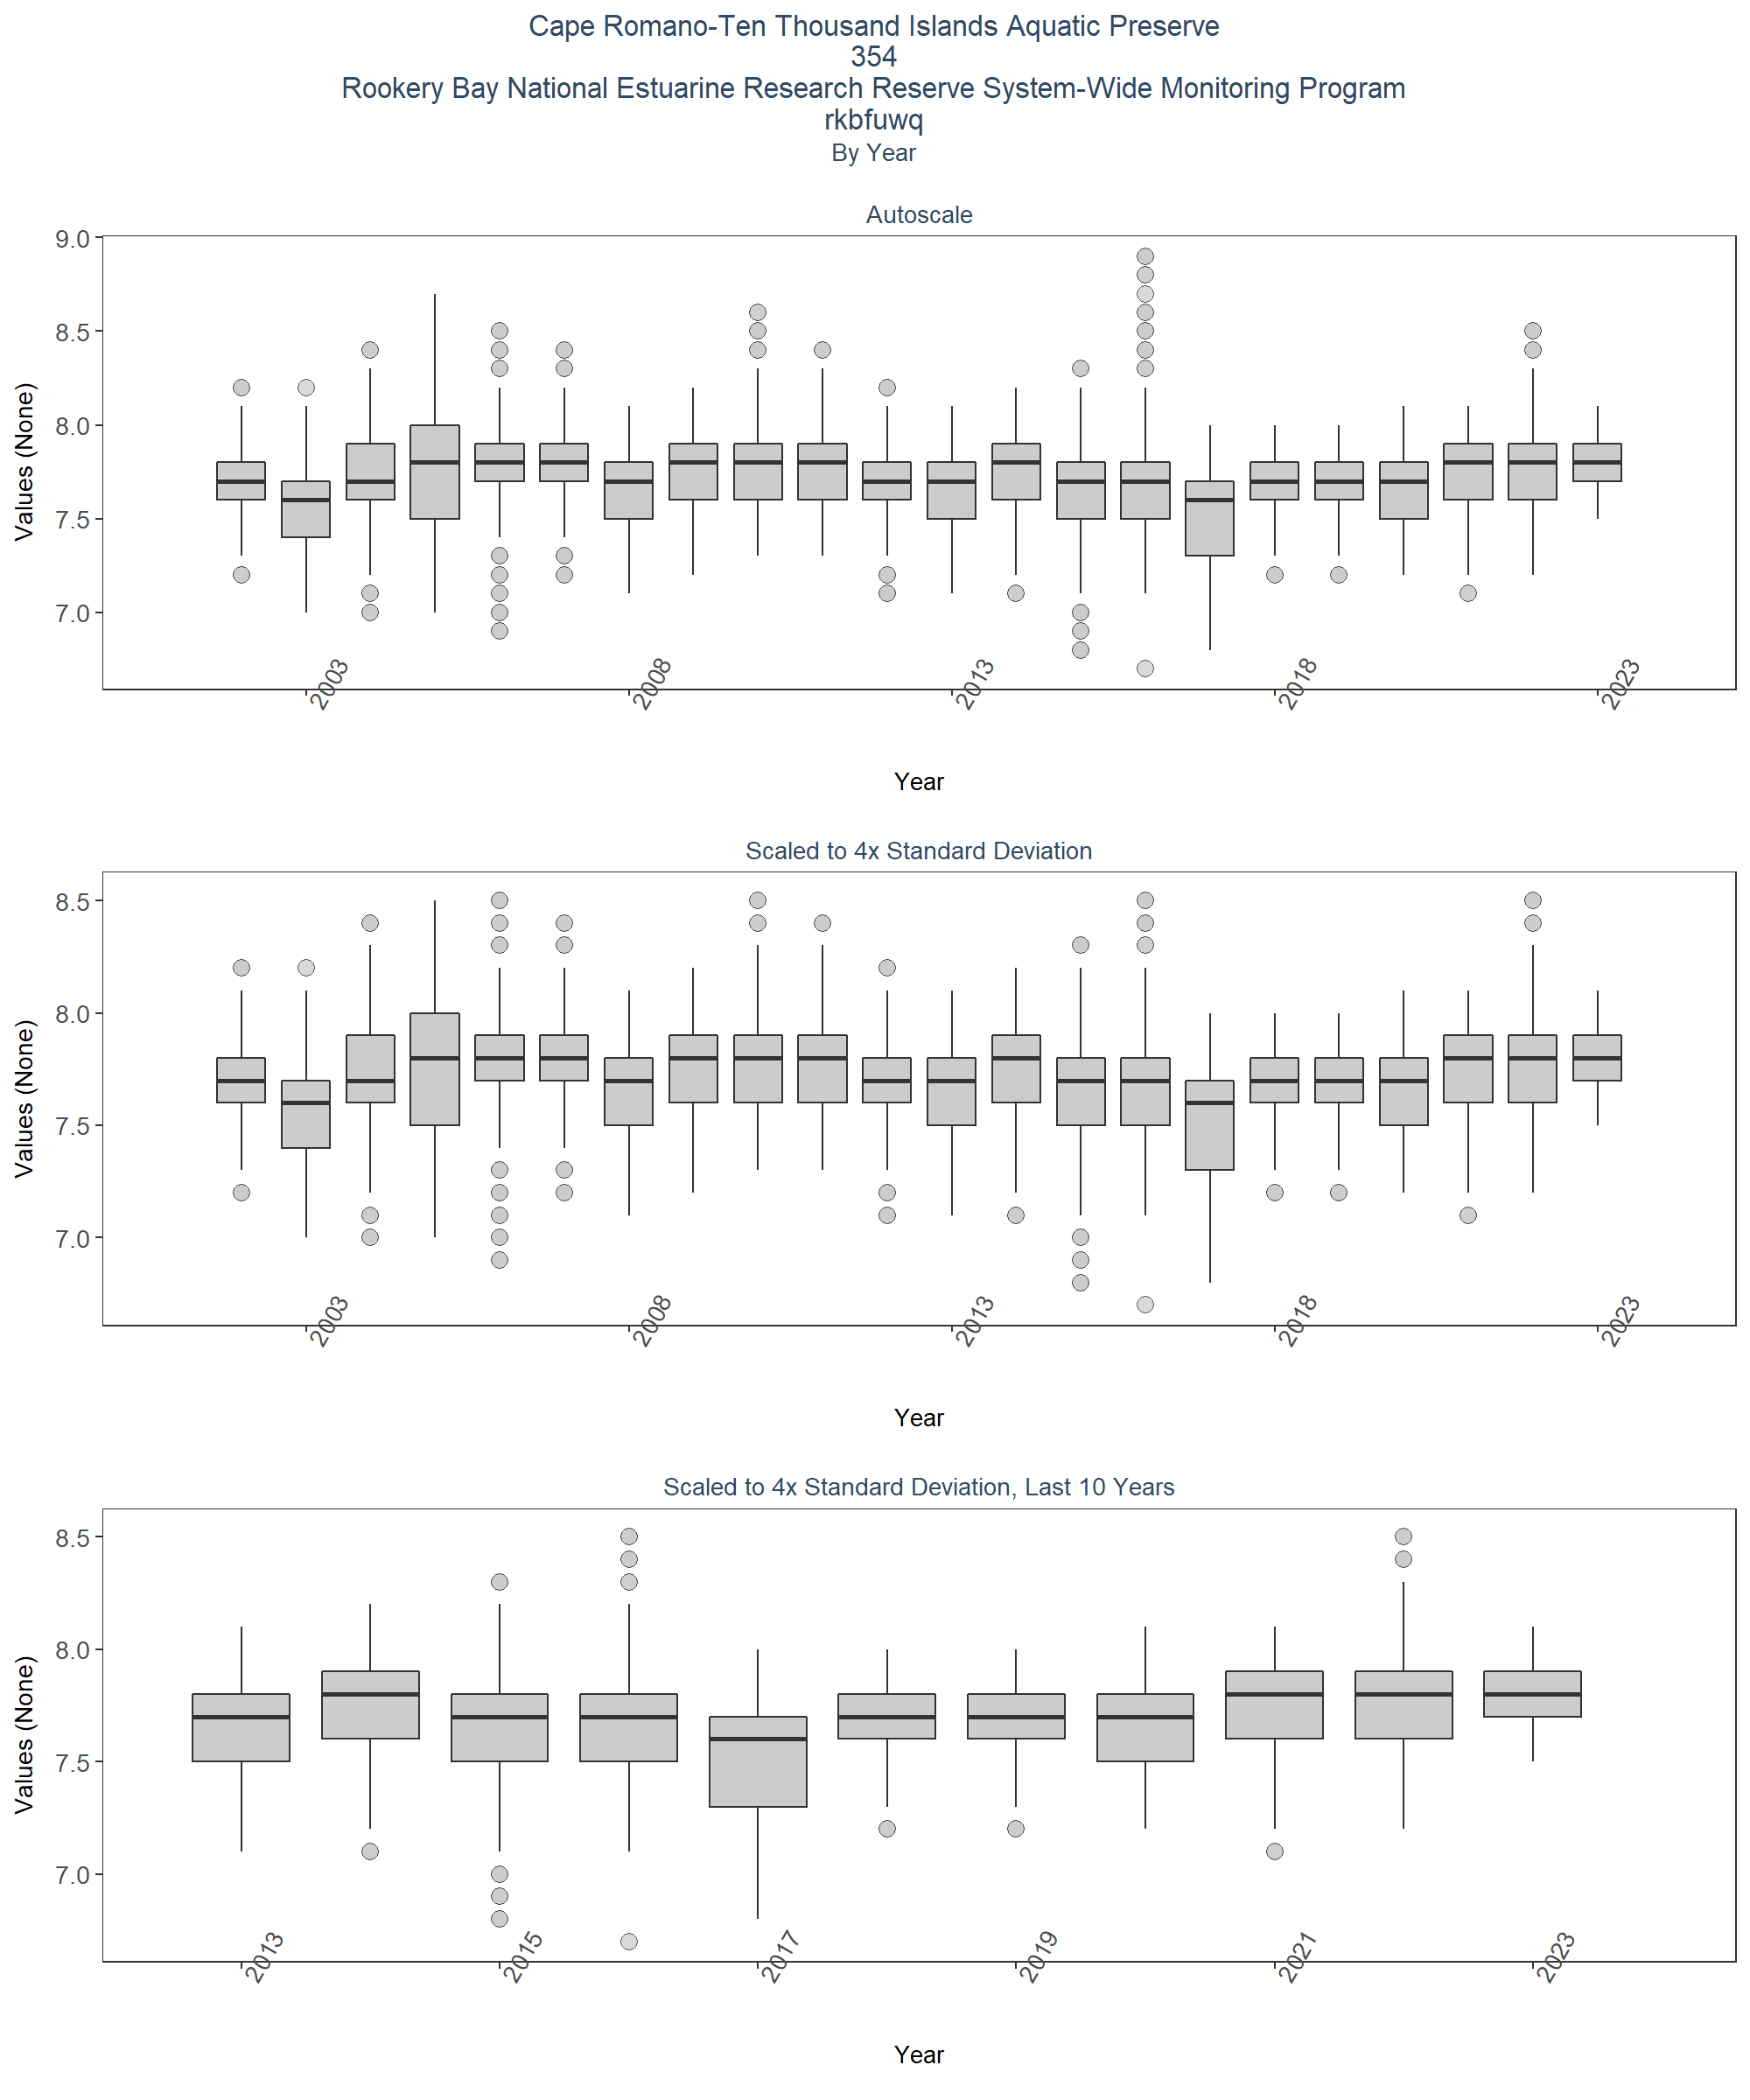 Cape Romano-Ten Thousand Islands Aquatic Preserve
354
Rookery Bay National Estuarine Research Reserve System-Wide Monitoring Program
rkbfuwq
By Year
Autoscale
Values (None)
9.0
8.5
8.0
7.5
7.0
2003
2008
2013
2018
2023
Year
Scaled to 4x Standard Deviation
Values (None)
8.5
8.0
7.5
7.0
2003
2008
2013
2018
2023
Year
Scaled to 4x Standard Deviation, Last 10 Years
Values (None)
8.5
8.0
7.5
7.0
2013
2015
2017
2019
2021
2023
Year